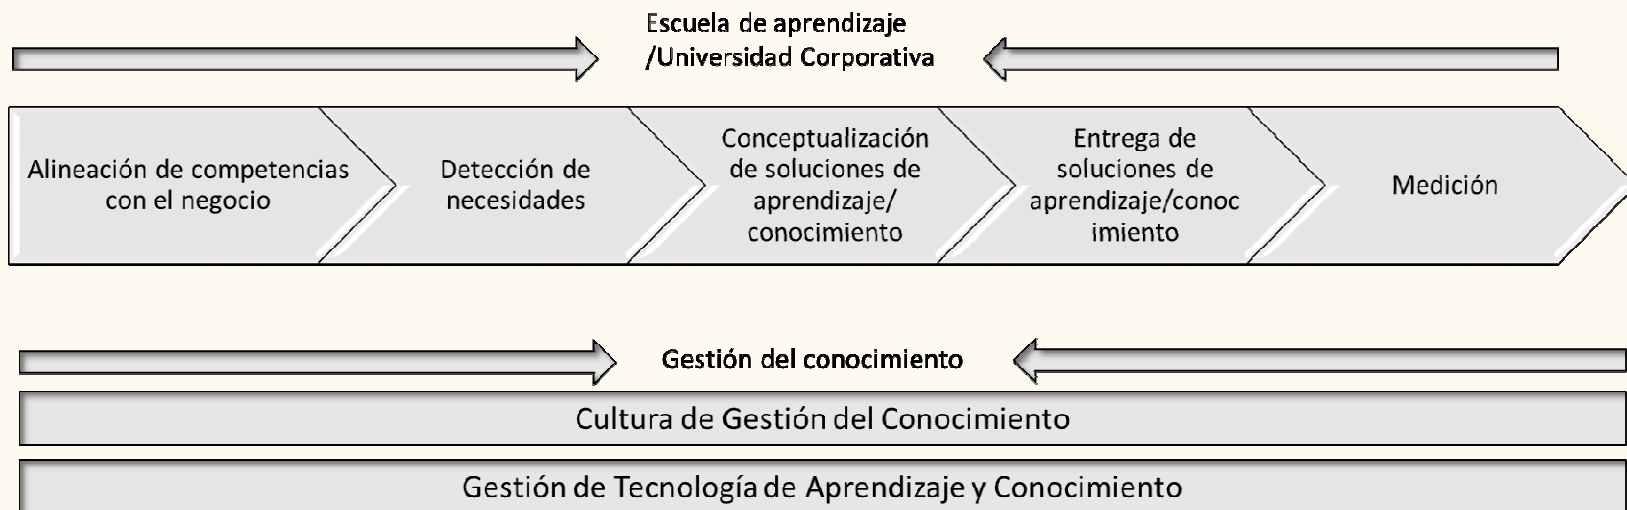 Escuela de aprendizaje
/Universidad Corporativa
Alineación de competencias
con el negocio
Detección de
necesidades
Conceptualización
de soluciones de
aprendizaje/
conocimiento
Entrega de
soluciones de
aprendizaje/conoc
imiento
Medición
Gestión del conocimiento
Cultura de Gestión del Conocimiento
Gestión de Tecnología de Aprendizaje y Conocimiento